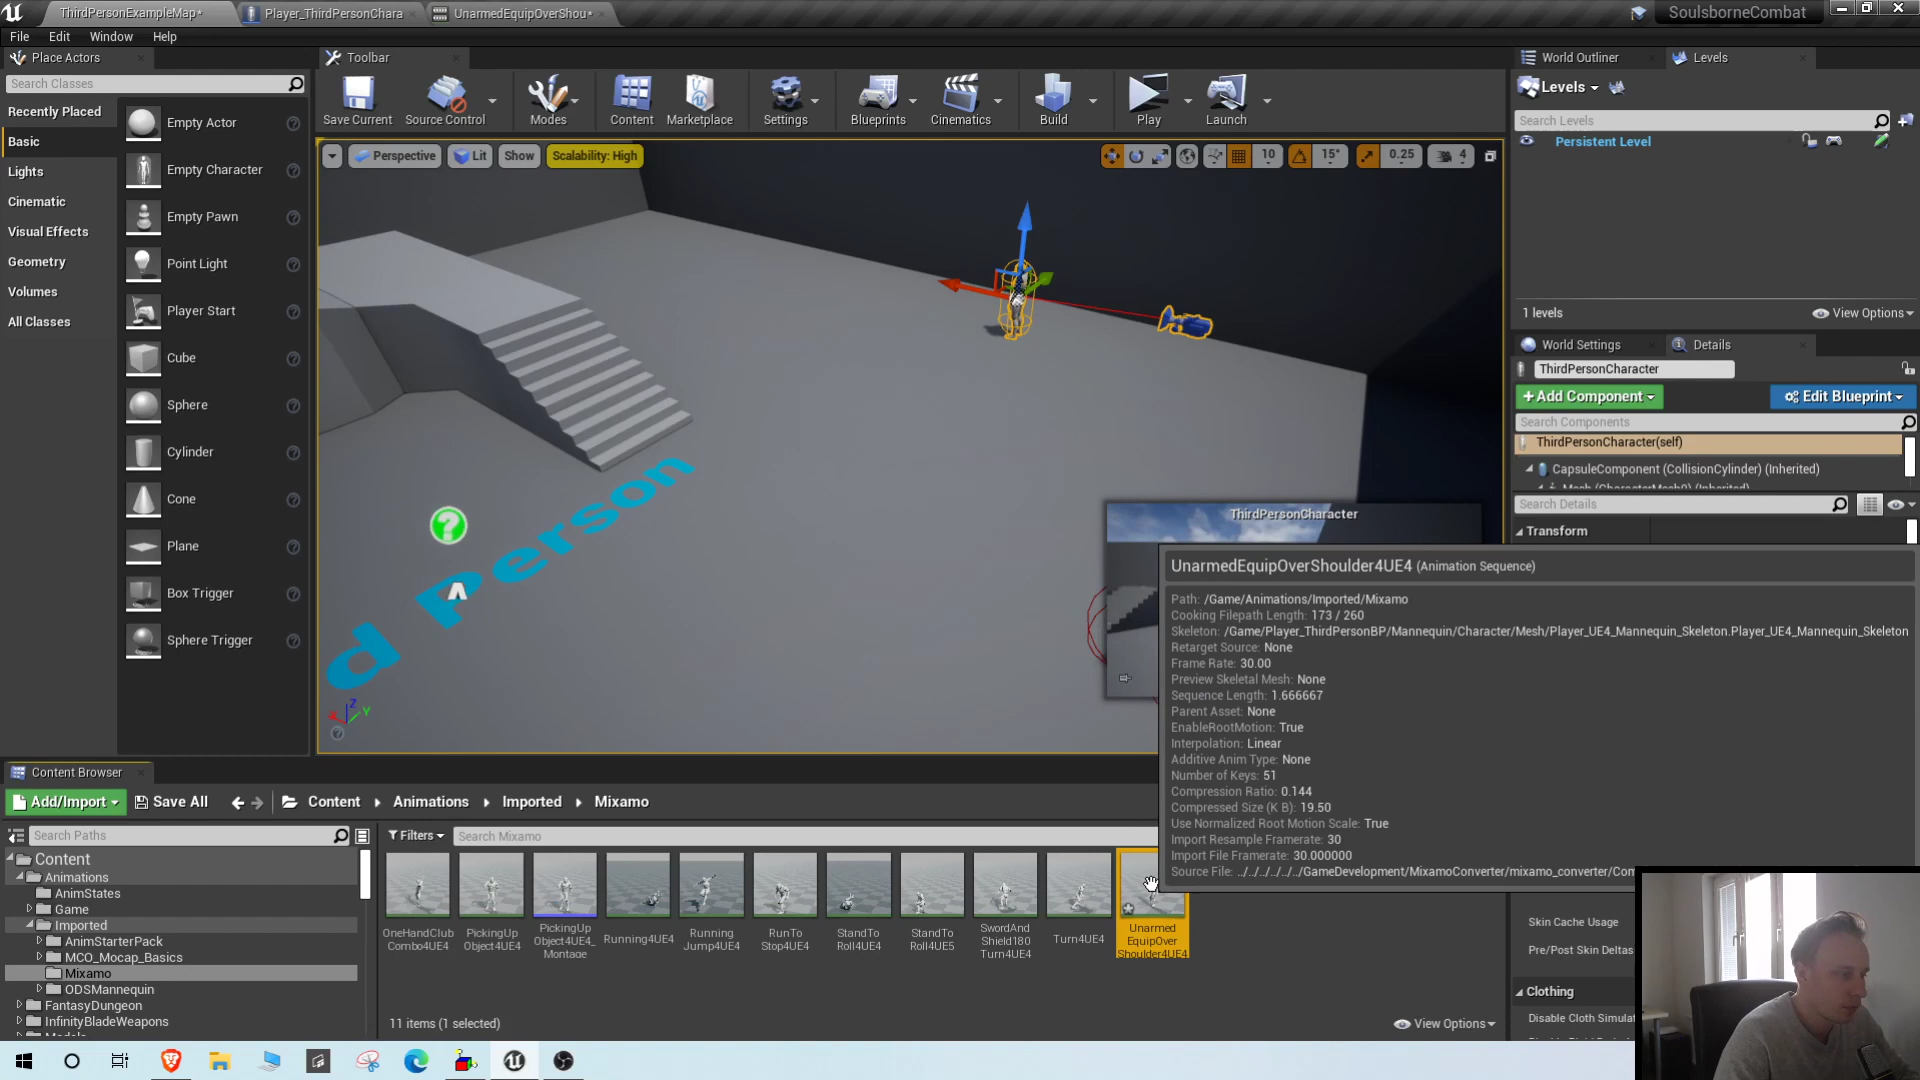 ThirdPersonExampleMap*
Player_ThirdPersonChara
UnarmedEquipOverShou*
SoulsborneCombat
File Edit Window Help
Place Actors
Search Classes
Recently Placed
Basic
Lights
Cinematic
Visual Effects
Geometry
Volumes
All Classes
Empty Actor
Empty Character
Empty Pawn
Point Light
Player Start
Cube
Sphere
Cylinder
Cone
Plane
Box Trigger
Sphere Trigger
Toolbar
Save Current
Source Control
Modes
Content
Marketplace
Settings
Blueprints
Cinematics
Build
Play
Launch
Perspective
Lit
Show
Scalability: High
10
15°
0.25
4
d Person
Z
Y
ThirdPersonCharacter
World Outliner
Levels
Levels
Search Levels
Persistent Level
1 levels
View Options
World Settings
Details
ThirdPersonCharacter
+Add Component
Edit Blueprint
Search Components
ThirdPersonCharacter(self)
CapsuleComponent (CollisionCylinder) (Inherited)
Mesh (CharacterMesh0) (Inherited)
Search Details
Transform
UnarmedEquipOverShoulder4UE4 (Animation Sequence)
Path: /Game/Animations/Imported/Mixamo
Cooking Filepath Length: 173 / 260
Skeleton: /Game/Player_ThirdPersonBP/Mannequin/Character/Mesh/Player_UE4_Mannequin_Skeleton.Player_UE4_Mannequin_Skeleton
Retarget Source: None
Frame Rate: 30.00
Preview Skeletal Mesh: None
Sequence Length: 1.666667
Parent Asset: None
EnableRootMotion: True
Interpolation: Linear
Additive Anim Type: None
Number of Keys: 51
Compression Ratio: 0.144
Compressed Size (K B): 19.50
Use Normalized Root Motion Scale: True
Import Resample Framerate: 30
Import File Framerate: 30.000000
Source File: ../../../../../../GameDevelopment/MixamoConverter/mixamo_converter/Con
Skin Cache Usage
Pre/Post Skin Deltas
Clothing
Disable Cloth Simulat
Content Browser
Add/Import
Save All
Content
Animations
Imported
Mixamo
Search Paths
Filters
Search Mixamo
Content
Animations
AnimStates
Game
Imported
AnimStarterPack
MCO_Mocap_Basics
Mixamo
ODSMannequin
FantasyDungeon
InfinityBladeWeapons
OneHandClub
Combo4UE4
PickingUp
Object4UE4
PickingUp
Object4UE4_
Montage
Running4UE4
Running
Jump4UE4
RunTo
Stop4UE4
StandTo
Roll4UE4
StandTo
Roll4UE5
SwordAnd
Shield180
Turn4UE4
Turn4UE4
Unarmed
EquipOver
Shoulder4UE4
11 items (1 selected)
View Options